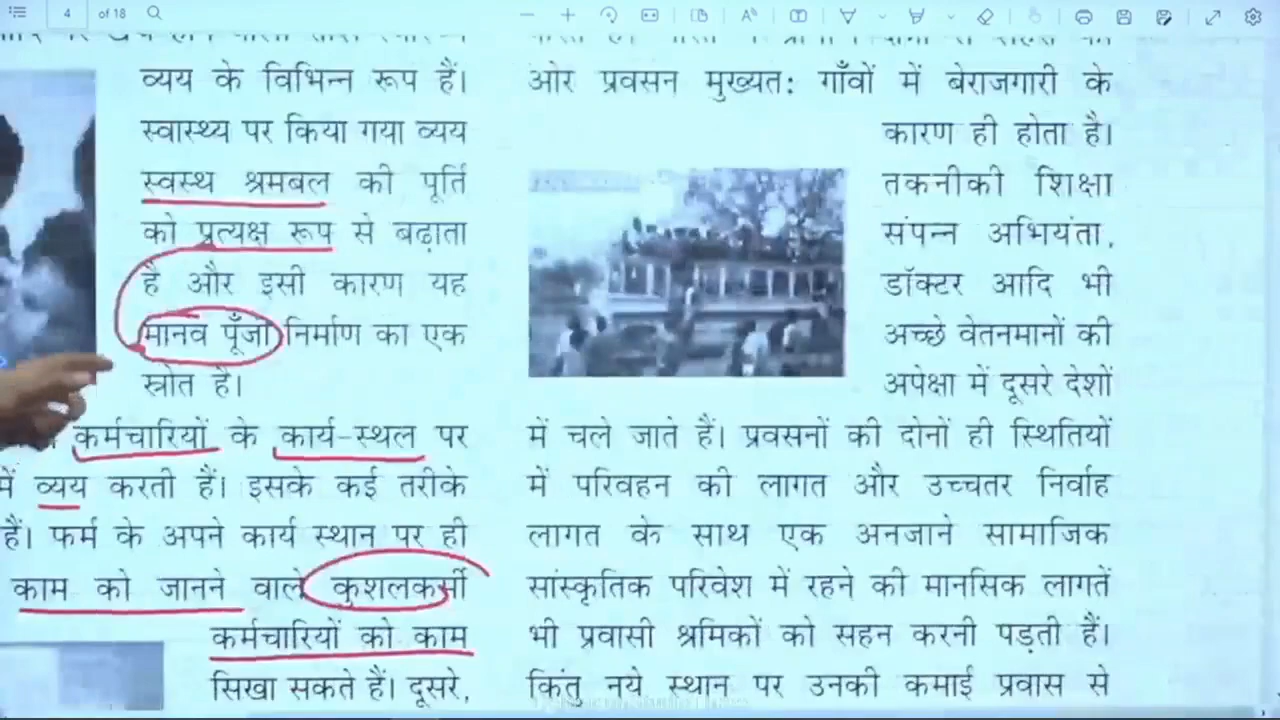 4 of 18
व्यय के विभिन्न रूप हैं।
स्वास्थ्य पर किया गया व्यय
स्वस्थ श्रमबल की पूर्ति
को प्रत्यक्ष रूप से बढ़ाता
है और इसी कारण यह
मानव पूँजी निर्माण का एक
स्रोत है।
कर्मचारियों के कार्य-स्थल पर
में व्यय करती हैं। इसके कई तरीके
हैं। फर्म के अपने कार्य स्थान पर ही
काम को जानने वाले कुशलकर्मी
कर्मचारियों को काम
सिखा सकते हैं। दूसरे,
ओर प्रवसन मुख्यत: गाँवों में बेराजगारी के
कारण ही होता है।
तकनीकी शिक्षा
संपन्न अभियंता,
डॉक्टर आदि भी
अच्छे वेतनमानों की
अपेक्षा में दूसरे देशों
में चले जाते हैं। प्रवसनों की दोनों ही स्थितियों
में परिवहन की लागत और उच्चतर निर्वाह
लागत के साथ एक अनजाने सामाजिक
सांस्कृतिक परिवेश में रहने की मानसिक लागतें
भी प्रवासी श्रमिकों को सहन करनी पड़ती हैं।
किंतु नये स्थान पर उनकी कमाई प्रवास से